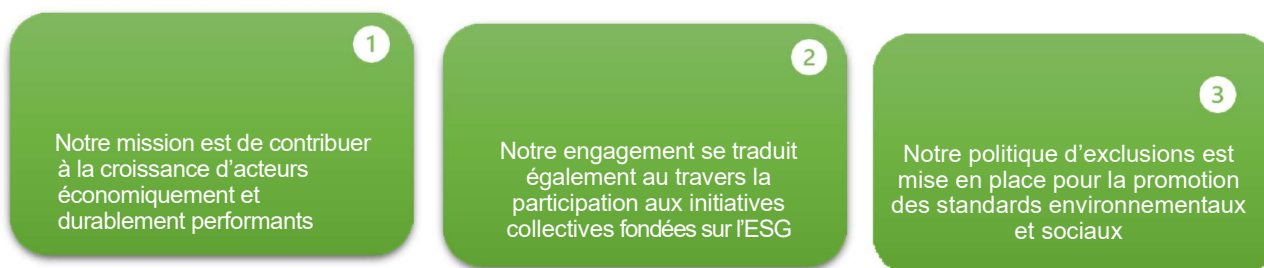 1
Notre mission est de contribuer
à la croissance d’acteurs
économiquement et
durablement performants
2
Notre engagement se traduit
également au travers la
participation aux initiatives
collectives fondées sur l’ESG
3
Notre politique d’exclusions est
mise en place pour la promotion
des standards environnementaux
et sociaux